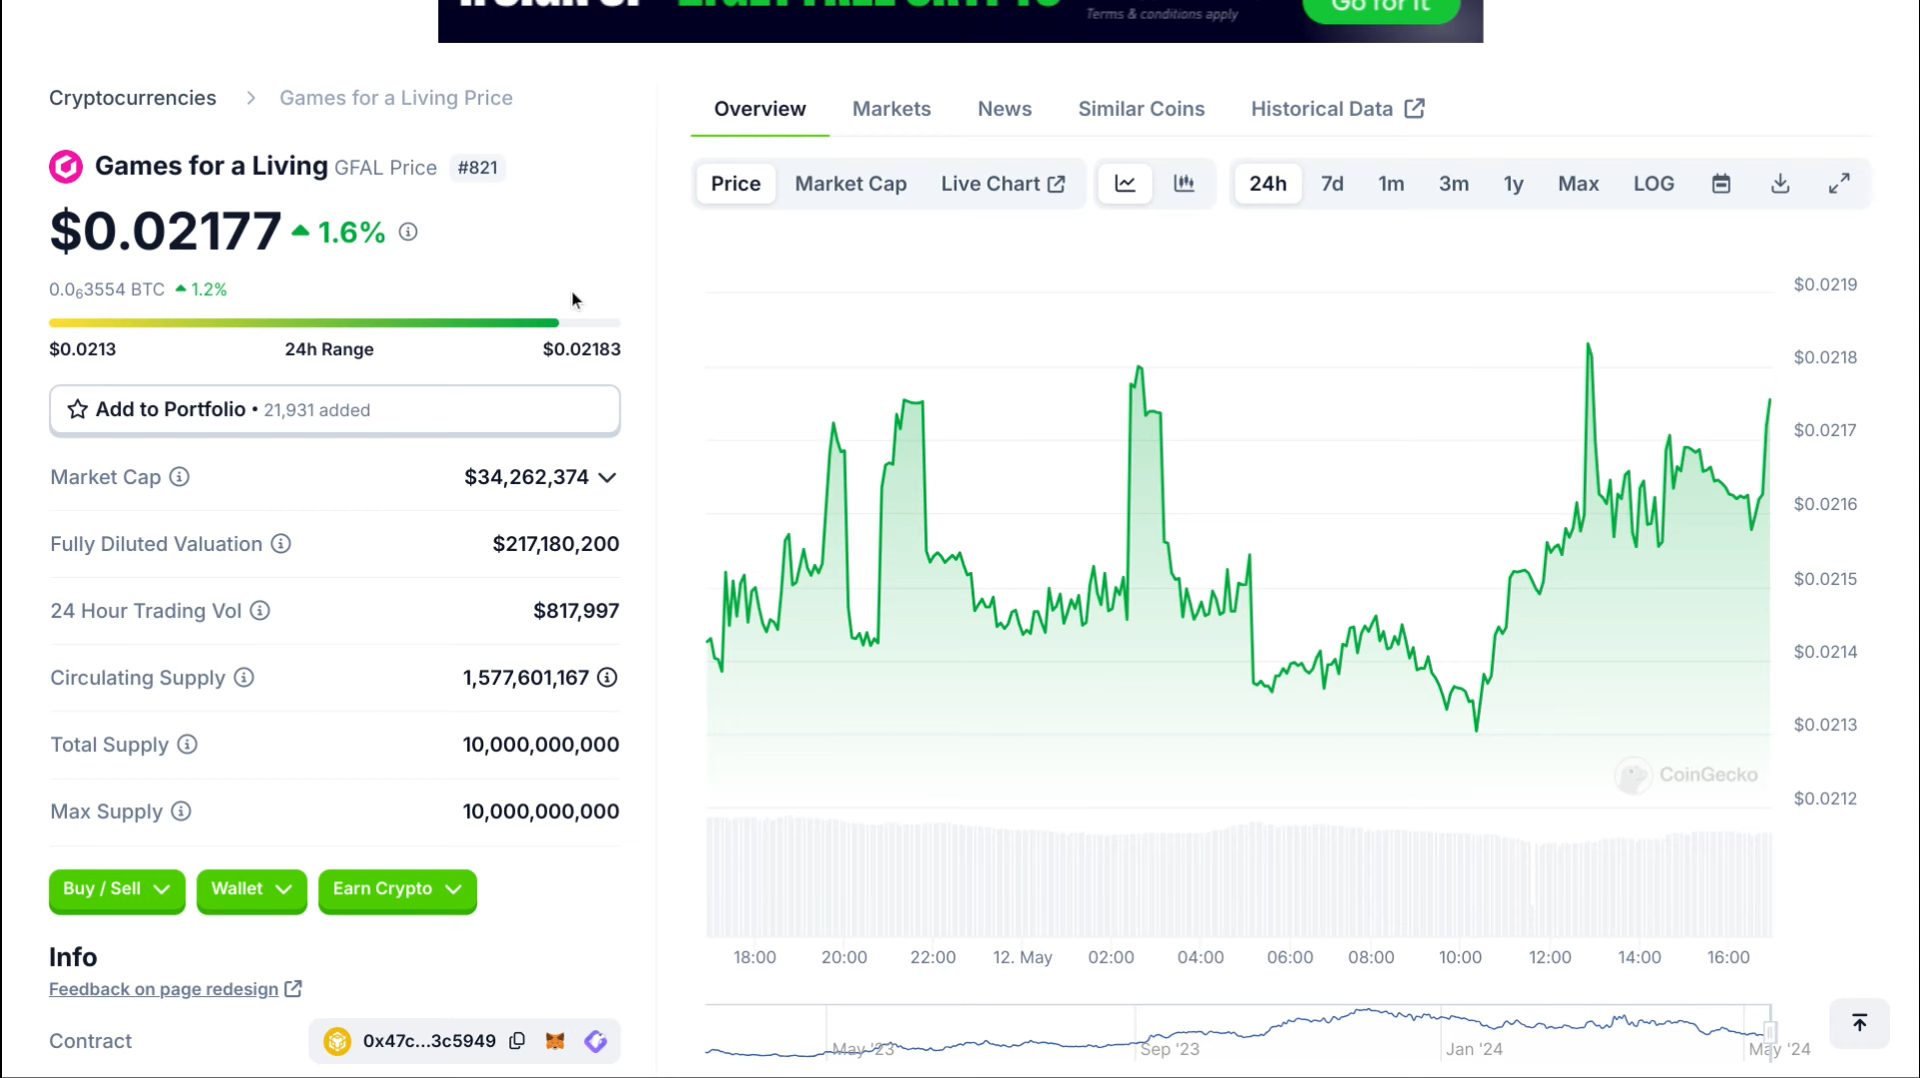 Terms & conditions apply
Go for it
Cryptocurrencies > Games for a Living Price
Games for a Living GFAL Price #821
$0.02177 1.6%
0.0₆3554 BTC 1.2%
$0.0213 24h Range $0.02183
Add to Portfolio • 21,931 added
Market Cap $34,262,374
Fully Diluted Valuation $217,180,200
24 Hour Trading Vol $817,997
Circulating Supply 1,577,601,167
Total Supply 10,000,000,000
Max Supply 10,000,000,000
Buy / Sell Wallet Earn Crypto
Info
Feedback on page redesign
Contract 0x47c...3c5949
Overview Markets News Similar Coins Historical Data
Price Market Cap Live Chart 24h 7d 1m 3m 1y Max LOG
$0.0219
$0.0218
$0.0217
$0.0216
$0.0215
$0.0214
$0.0213
$0.0212
CoinGecko
18:00 20:00 22:00 12. May 02:00 04:00 06:00 08:00 10:00 12:00 14:00 16:00
May '23 Sep '23 Jan '24 May '24